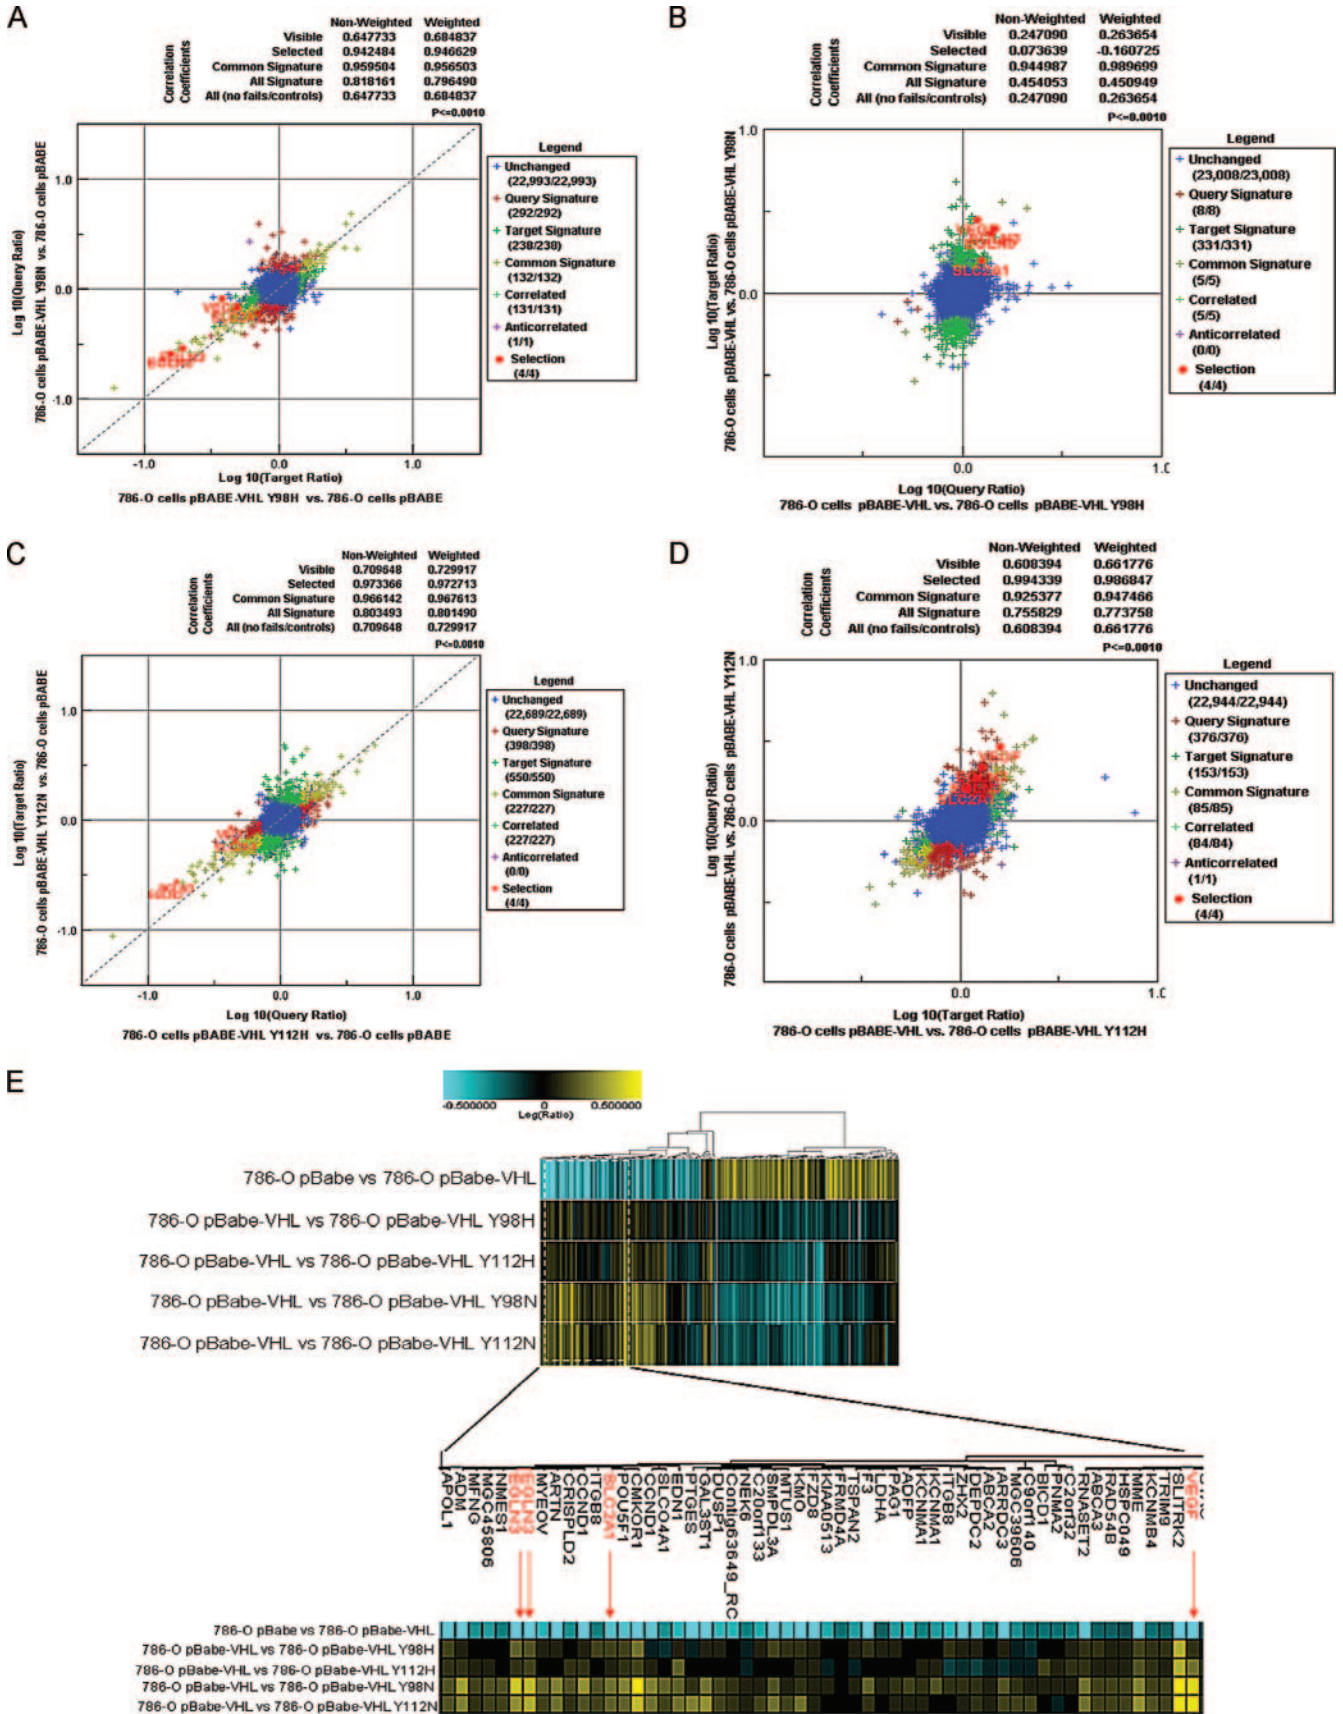 A
Non-Weighted Weighted
Visible 0.647733 0.684837
Selected 0.942484 0.946629
Common Signature 0.959504 0.956503
All Signature 0.818161 0.796490
All (no fails/controls) 0.647733 0.684837
Correlation
Coefficients
P<=0.0010
1.0
0.0
-1.0
-1.0 0.0 1.0
Log 10(Query Ratio)
786-O cells pBABE-VHL Y98N vs. 786-O cells pBABE
Log 10(Target Ratio)
786-O cells pBABE-VHL Y98H vs. 786-O cells pBABE
Legend
Unchanged
(22,993/22,993)
Query Signature
(292/292)
Target Signature
(238/238)
Common Signature
(132/132)
Correlated
(131/131)
Anticorrelated
(1/1)
Selection
(4/4)
B
Non-Weighted Weighted
Visible 0.247090 0.263654
Selected 0.073639 -0.160725
Common Signature 0.944987 0.989699
All Signature 0.454053 0.450949
All (no fails/controls) 0.247090 0.263654
Correlation
Coefficients
P<=0.0010
1.0
0.0
0.0 1.0
SLC2A1
Log 10(Target Ratio)
786-O cells pBABE-VHL vs. 786-O cells pBABE-VHL Y98N
Log 10(Query Ratio)
786-O cells pBABE-VHL vs. 786-O cells pBABE-VHL Y98H
Legend
Unchanged
(23,008/23,008)
Query Signature
(8/8)
Target Signature
(331/331)
Common Signature
(5/5)
Correlated
(5/5)
Anticorrelated
(0/0)
Selection
(4/4)
C
Non-Weighted Weighted
Visible 0.709648 0.729917
Selected 0.973366 0.972713
Common Signature 0.966142 0.967613
All Signature 0.803493 0.801490
All (no fails/controls) 0.709648 0.729917
Correlation
Coefficients
P<=0.0010
1.0
0.0
-1.0
-1.0 0.0 1.0
Log 10(Target Ratio)
786-O cells pBABE-VHL Y112N vs. 786-O cells pBABE
Log 10(Query Ratio)
786-O cells pBABE-VHL Y112H vs. 786-O cells pBABE
Legend
Unchanged
(22,689/22,689)
Query Signature
(398/398)
Target Signature
(550/550)
Common Signature
(227/227)
Correlated
(227/227)
Anticorrelated
(0/0)
Selection
(4/4)
D
Non-Weighted Weighted
Visible 0.608394 0.661776
Selected 0.994339 0.986847
Common Signature 0.925377 0.947466
All Signature 0.755829 0.773758
All (no fails/controls) 0.608394 0.661776
Correlation
Coefficients
P<=0.0010
1.0
0.0
0.0 1.0
SLC2A1
Log 10(Query Ratio)
786-O cells pBABE-VHL vs. 786-O cells pBABE-VHL Y112N
Log 10(Target Ratio)
786-O cells pBABE-VHL vs. 786-O cells pBABE-VHL Y112H
Legend
Unchanged
(22,944/22,944)
Query Signature
(376/376)
Target Signature
(153/153)
Common Signature
(85/85)
Correlated
(84/84)
Anticorrelated
(1/1)
Selection
(4/4)
E
-0.500000 0 0.500000
Log(Ratio)
786-O pBabe vs 786-O pBabe-VHL
786-O pBabe-VHL vs 786-O pBabe-VHL Y98H
786-O pBabe-VHL vs 786-O pBabe-VHL Y112H
786-O pBabe-VHL vs 786-O pBabe-VHL Y98N
786-O pBabe-VHL vs 786-O pBabe-VHL Y112N
APOL1
ADM
MFNG
MGC45806
NMES1
EGLN3
EGLN3
MYEOV
ARTN
CRISPLD2
CCND1
ITGB8
SLC2A1
POU5F1
CMKOR1
CCND1
SLCO4A1
EDN1
PTGES
GAL3ST1
DUSP1
Contig63649_RC
NEK6
C20orf133
SMPDL3A
MTUS1
KMO
FZD8
KIAA0513
FRMD4A
TSPAN2
F3
LDHA
PAG1
ADFP
KCNMA1
KCNMA1
ITGB8
ZHX2
DEPDC2
ABCA2
ARRDC3
MGC39606
C9orf140
BICD1
PNMA2
C2orf32
RNASET2
ABCA3
RAD54B
HSPC049
MME
KCNMB4
TRIM9
SLITRK2
VEGF
786-O pBabe vs 786-O pBabe-VHL
786-O pBabe-VHL vs 786-O pBabe-VHL Y98H
786-O pBabe-VHL vs 786-O pBabe-VHL Y112H
786-O pBabe-VHL vs 786-O pBabe-VHL Y98N
786-O pBabe-VHL vs 786-O pBabe-VHL Y112N